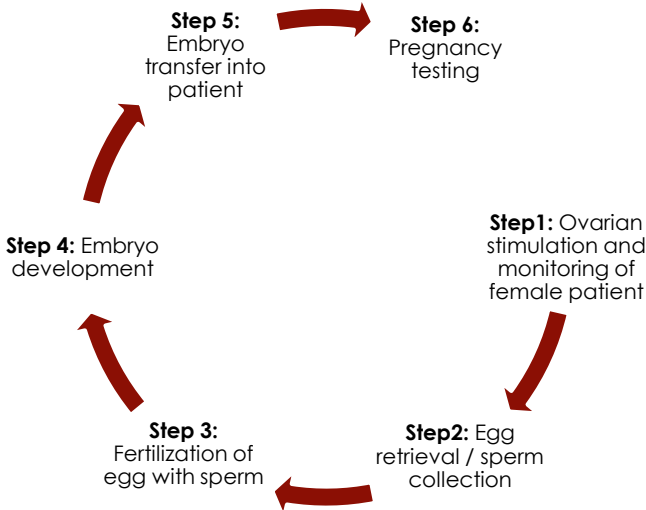 Step1: Ovarian
stimulation and
monitoring of
female patient
Step2: Egg
retrieval / sperm
collection
Step 3:
Fertilization of
egg with sperm
Step 4: Embryo
development
Step 5:
Embryo
transfer into
patient
Step 6:
Pregnancy
testing